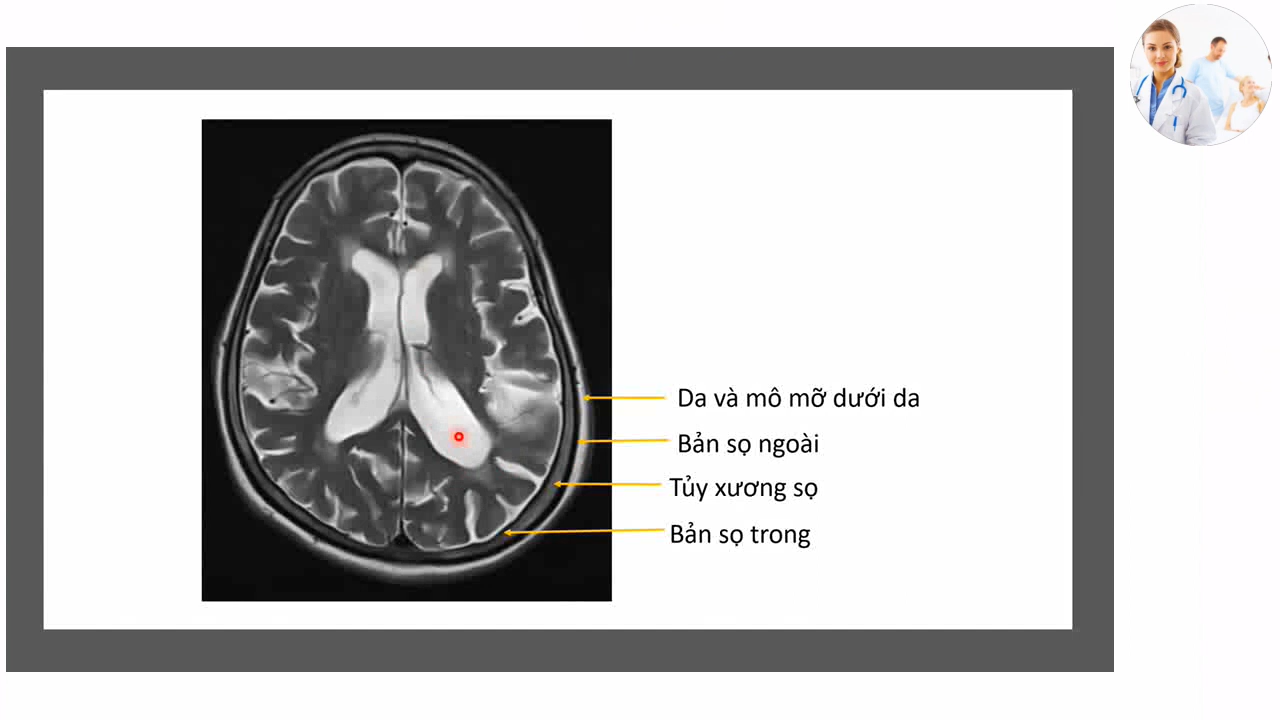 Da và mô mỡ dưới da
Bản sọ ngoài
Tủy xương sọ
Bản sọ trong